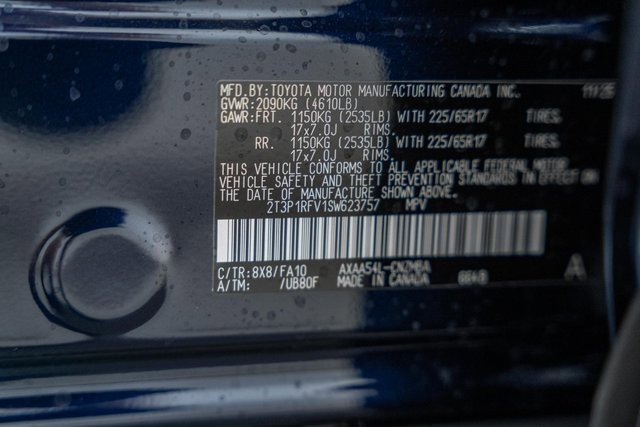 MFD.BY:TOYOTA MOTOR MANUFACTURING CANADA INC. 11/25
GVWR:2090KG (4610LB)
GAWR:FRT. 1150KG (2535LB) WITH 225/65R17 TIRES.
17x7.0J RIMS.
RR. 1150KG (2535LB) WITH 225/65R17 TIRES.
17x7.0J RIMS.
THIS VEHICLE CONFORMS TO ALL APPLICABLE FEDERAL MOTOR
VEHICLE SAFETY AND THEFT PREVENTION STANDARDS IN EFFECT ON
THE DATE OF MANUFACTURE SHOWN ABOVE.
2T3P1RFV1SW623757 MPV
C/TR:8X8/FA10 AXAA54L-CNZMBA
A/TM: /UB80F MADE IN CANADA A